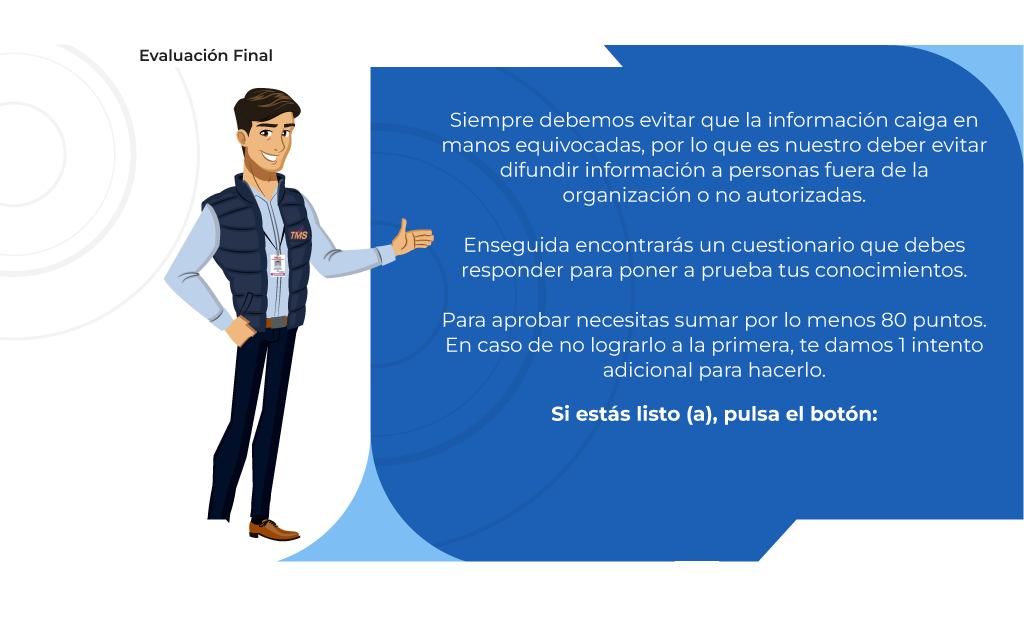 Evaluación Final
Siempre debemos evitar que la información caiga en
manos equivocadas, por lo que es nuestro deber evitar
difundir información a personas fuera de la
organización o no autorizadas.
TMS
Enseguida encontrarás un cuestionario que debes
responder para poner a prueba tus conocimientos.
Para aprobar necesitas sumar por lo menos 80 puntos.
En caso de no lograrlo a la primera, te damos 1 intento
adicional para hacerlo.
Si estás listo (a), pulsa el botón: